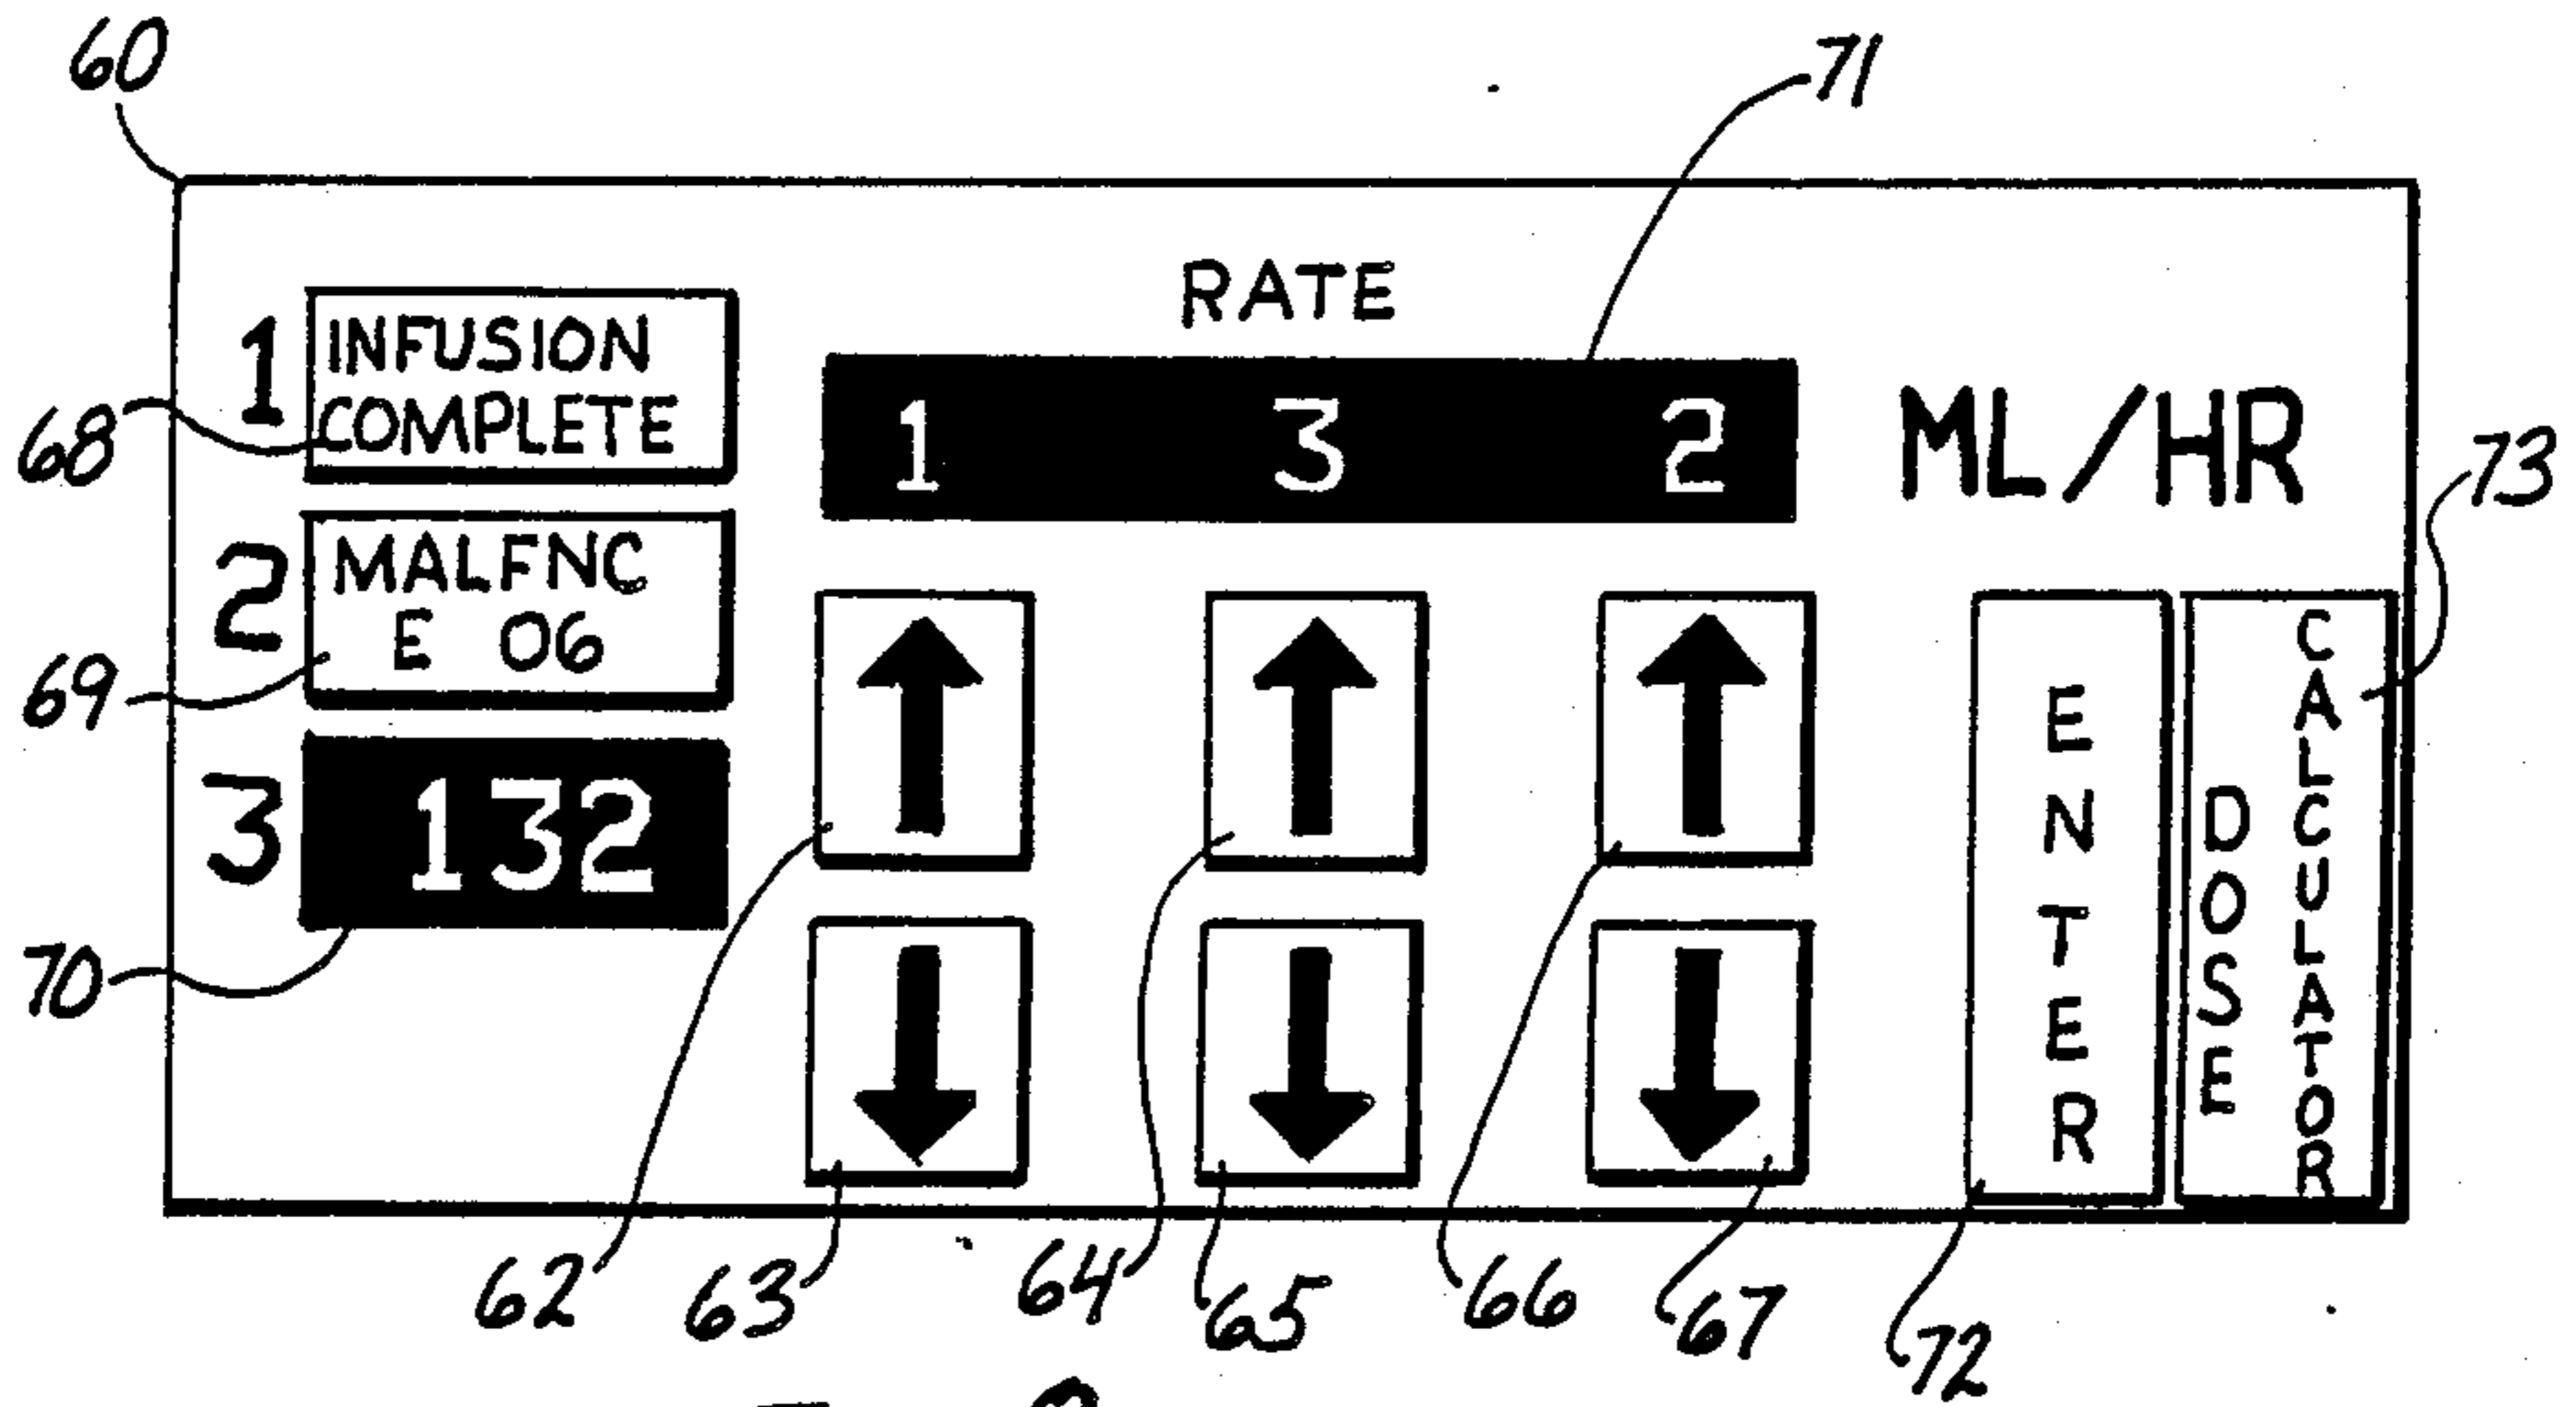 60
71
RATE
1 INFUSION
COMPLETE
68
1 3 2 ML/HR
73
2 MALFNC
E 06
69
3 132
70
ENTER
DOSE
CALCULATOR
62 63 64 65 66 67 72